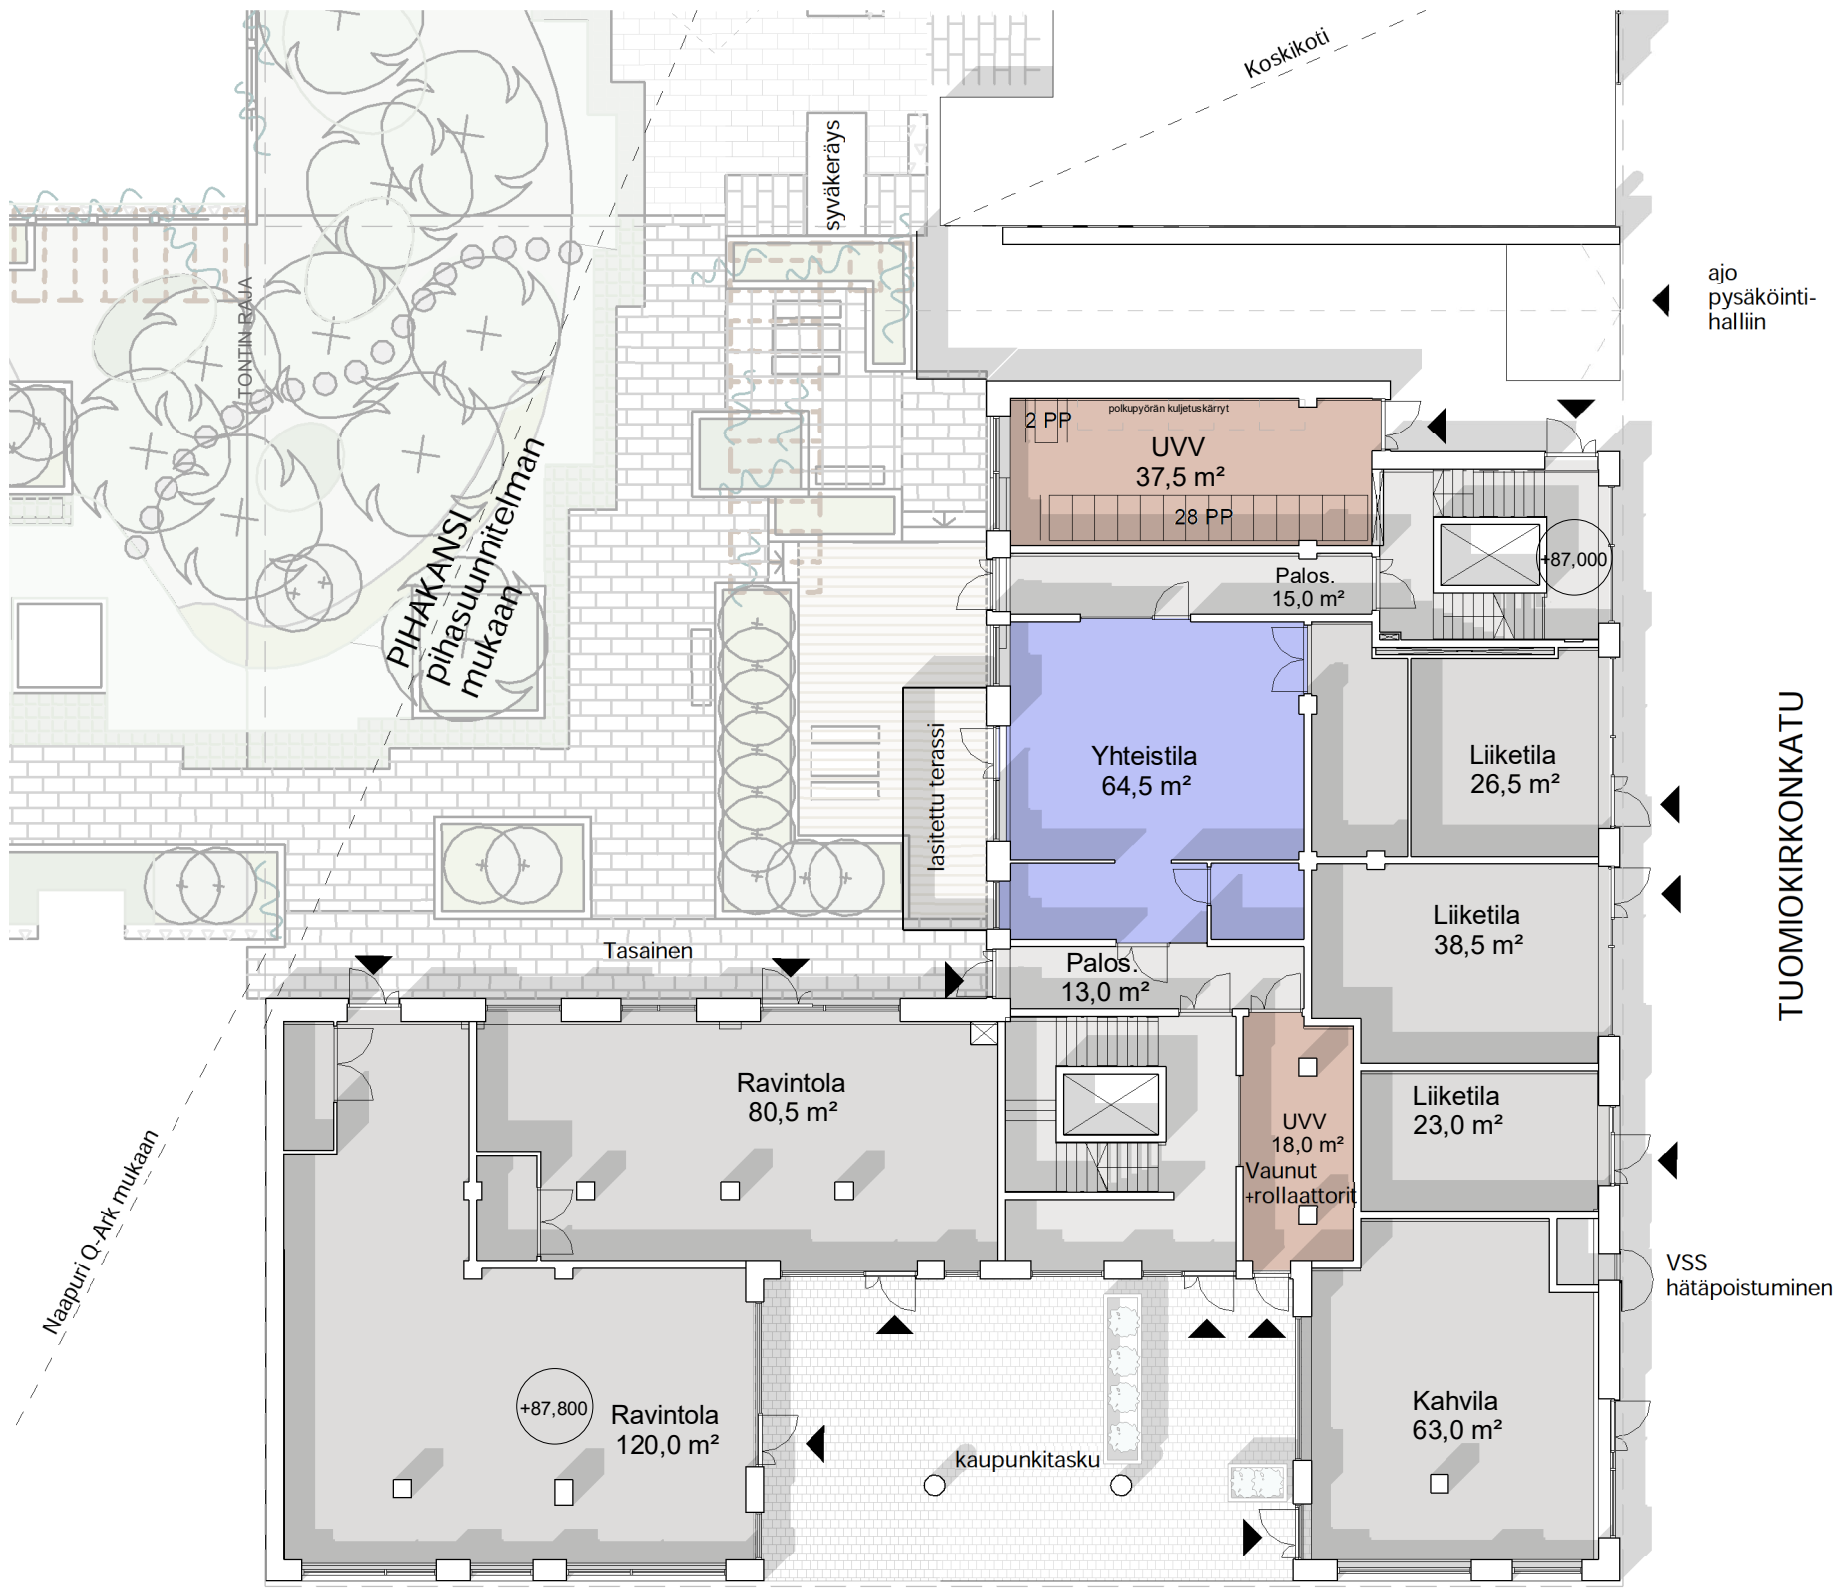 Koskikoti
syväkeräys
ajo
pysäköinti-
halliin
TONTIN RAJA
2 PP
polkupyörän kuljetuskärryt
UVV
37,5 m²
28 PP
+87,000
Palos.
15,0 m²
PIHAKANSI
pihasuunnitelman
mukaan
Yhteistila
64,5 m²
Liiketila
26,5 m²
lasitettu terassi
TUOMIOKIRKONKATU
Liiketila
38,5 m²
Tasainen
Palos.
13,0 m²
Ravintola
80,5 m²
Liiketila
23,0 m²
UVV
18,0 m²
Vaunut
+rollaattorit
Naapuri Q-Ark mukaan
VSS
hätäpoistuminen
+87,800
Ravintola
120,0 m²
Kahvila
63,0 m²
kaupunkitasku